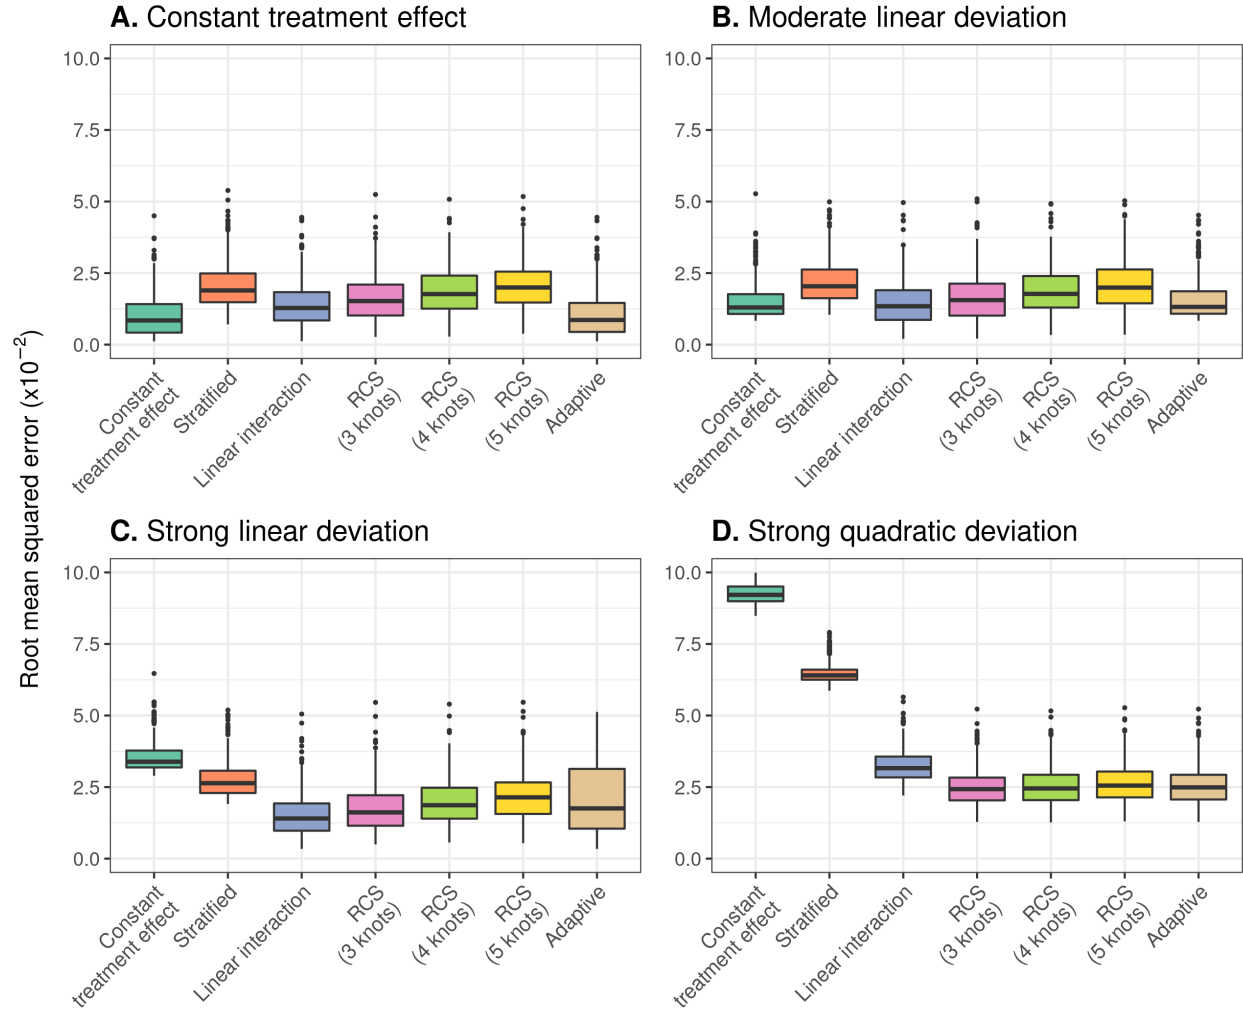 A. Constant treatment effect
B. Moderate linear deviation
10.0
7.5
5.0
2.5
0.0
10.0
7.5
5.0
2.5
0.0
Constant
treatment effect
Stratified
Linear interaction
RCS
(3 knots)
RCS
(4 knots)
RCS
(5 knots)
Adaptive
Constant
treatment effect
Stratified
Linear interaction
RCS
(3 knots)
RCS
(4 knots)
RCS
(5 knots)
Adaptive
Root mean squared error (x10⁻²)
C. Strong linear deviation
D. Strong quadratic deviation
10.0
7.5
5.0
2.5
0.0
10.0
7.5
5.0
2.5
0.0
Constant
treatment effect
Stratified
Linear interaction
RCS
(3 knots)
RCS
(4 knots)
RCS
(5 knots)
Adaptive
Constant
treatment effect
Stratified
Linear interaction
RCS
(3 knots)
RCS
(4 knots)
RCS
(5 knots)
Adaptive